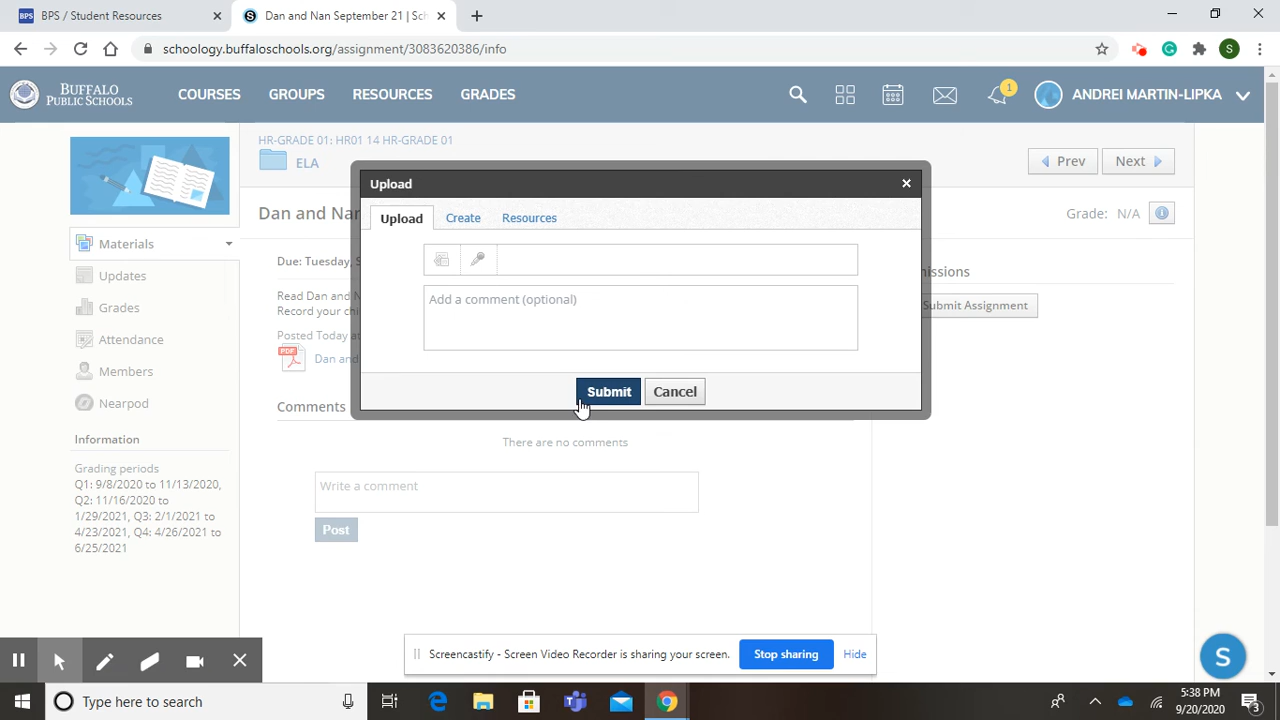 BPS BPS / Student Resources
S Dan and Nan September 21 | Sch
schoology.buffaloschools.org/assignment/3083620386/info
S
BUFFALO
PUBLIC SCHOOLS
COURSES GROUPS RESOURCES GRADES
1
ANDREI MARTIN-LIPKA
HR-GRADE 01: HR01 14 HR-GRADE 01
ELA
Prev Next
Dan and Nan
Grade: N/A
Materials
Updates
Grades
Attendance
Members
Nearpod
Information
Grading periods
Q1: 9/8/2020 to 11/13/2020,
Q2: 11/16/2020 to
1/29/2021, Q3: 2/1/2021 to
4/23/2021, Q4: 4/26/2021 to
6/25/2021
Due: Tuesday, S
Read Dan and N
Record your chi
Posted Today at
PDF
Dan and
Upload
Upload Create Resources
Add a comment (optional)
Submit Cancel
issions
Submit Assignment
Comments
There are no comments
Write a comment
Post
Screencastify - Screen Video Recorder is sharing your screen.
Stop sharing
Hide
S
Type here to search
5:38 PM
9/20/2020
3